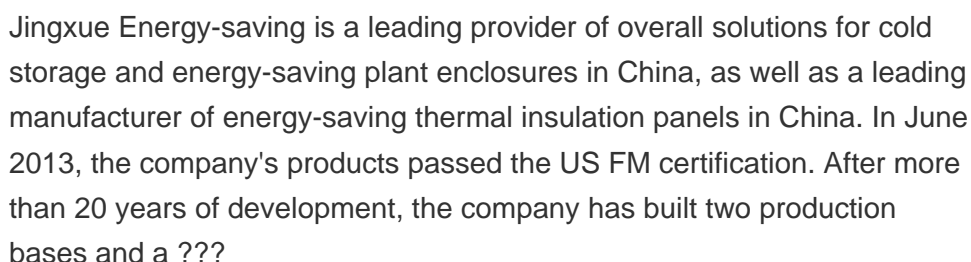 Jingxue Energy-saving is a leading provider of overall solutions for cold
storage and energy-saving plant enclosures in China, as well as a leading
manufacturer of energy-saving thermal insulation panels in China. In June
2013, the company's products passed the US FM certification. After more
than 20 years of development, the company has built two production
bases and a ???